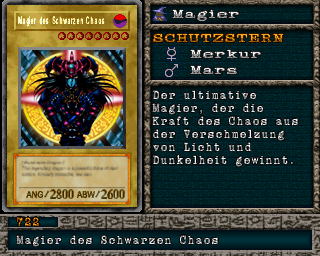 Magier des Schwarzen Chaos
ANG/2800 ABW/2600
Magier
SCHUTZSTERN
Merkur
Mars
Der ultimative
Magier, der die
Kraft des Chaos aus
der Verschmelzung
von Licht und
Dunkelheit gewinnt.
722
Magier des Schwarzen Chaos